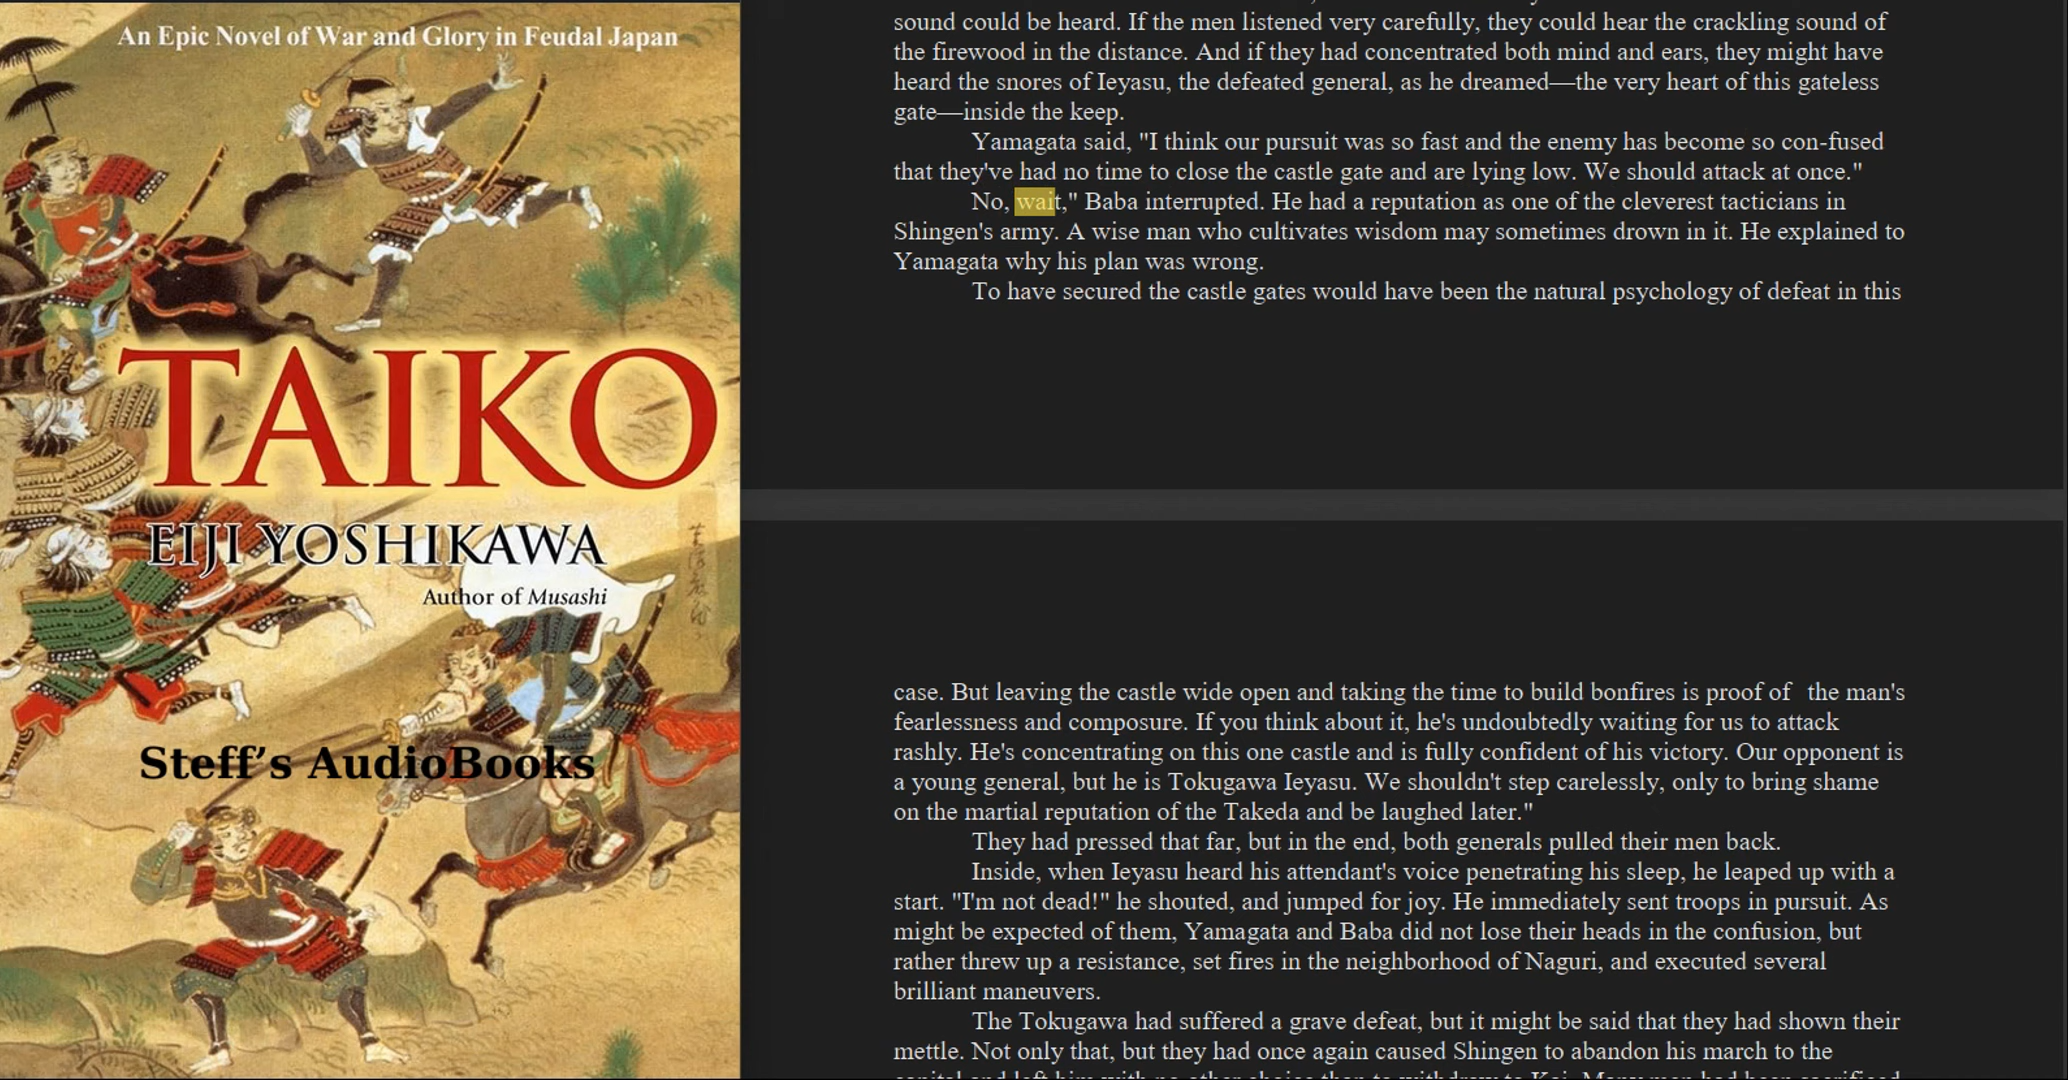 An Epic Novel of War and Glory in Feudal Japan
TAIKO
EIJI YOSHIKAWA
Author of Musashi
Steff’s AudioBooks
sound could be heard. If the men listened very carefully, they could hear the crackling sound of
the firewood in the distance. And if they had concentrated both mind and ears, they might have
heard the snores of Ieyasu, the defeated general, as he dreamed—the very heart of this gateless
gate—inside the keep.
Yamagata said, "I think our pursuit was so fast and the enemy has become so con-fused
that they've had no time to close the castle gate and are lying low. We should attack at once."
No, wait," Baba interrupted. He had a reputation as one of the cleverest tacticians in
Shingen's army. A wise man who cultivates wisdom may sometimes drown in it. He explained to
Yamagata why his plan was wrong.
To have secured the castle gates would have been the natural psychology of defeat in this
case. But leaving the castle wide open and taking the time to build bonfires is proof of the man's
fearlessness and composure. If you think about it, he's undoubtedly waiting for us to attack
rashly. He's concentrating on this one castle and is fully confident of his victory. Our opponent is
a young general, but he is Tokugawa Ieyasu. We shouldn't step carelessly, only to bring shame
on the martial reputation of the Takeda and be laughed later."
They had pressed that far, but in the end, both generals pulled their men back.
Inside, when Ieyasu heard his attendant's voice penetrating his sleep, he leaped up with a
start. "I'm not dead!" he shouted, and jumped for joy. He immediately sent troops in pursuit. As
might be expected of them, Yamagata and Baba did not lose their heads in the confusion, but
rather threw up a resistance, set fires in the neighborhood of Naguri, and executed several
brilliant maneuvers.
The Tokugawa had suffered a grave defeat, but it might be said that they had shown their
mettle. Not only that, but they had once again caused Shingen to abandon his march to the